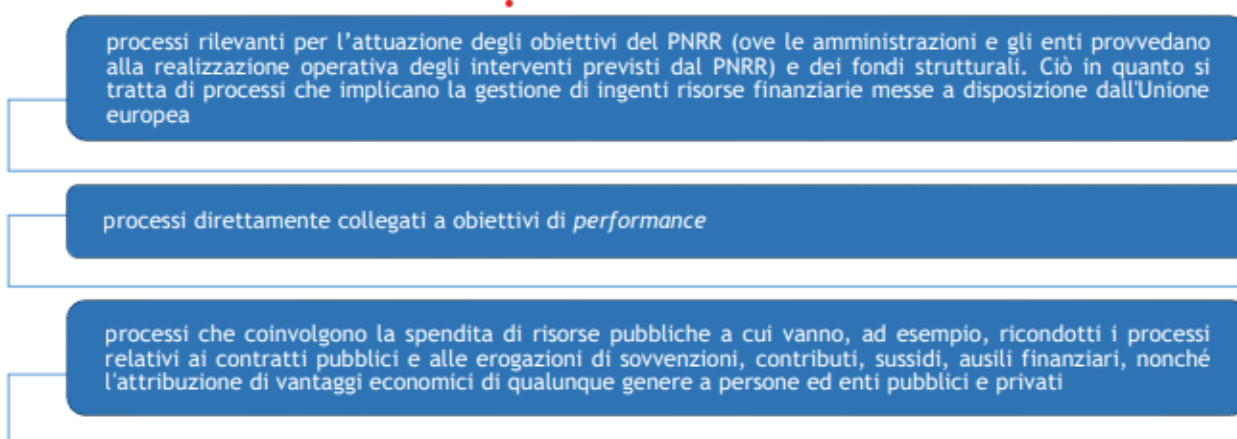 processi rilevanti per l’attuazione degli obiettivi del PNRR (ove le amministrazioni e gli enti provvedano
alla realizzazione operativa degli interventi previsti dal PNRR) e dei fondi strutturali. Ciò in quanto si
tratta di processi che implicano la gestione di ingenti risorse finanziarie messe a disposizione dall'Unione
europea
processi direttamente collegati a obiettivi di performance
processi che coinvolgono la spendita di risorse pubbliche a cui vanno, ad esempio, ricondotti i processi
relativi ai contratti pubblici e alle erogazioni di sovvenzioni, contributi, sussidi, ausili finanziari, nonché
l'attribuzione di vantaggi economici di qualunque genere a persone ed enti pubblici e privati